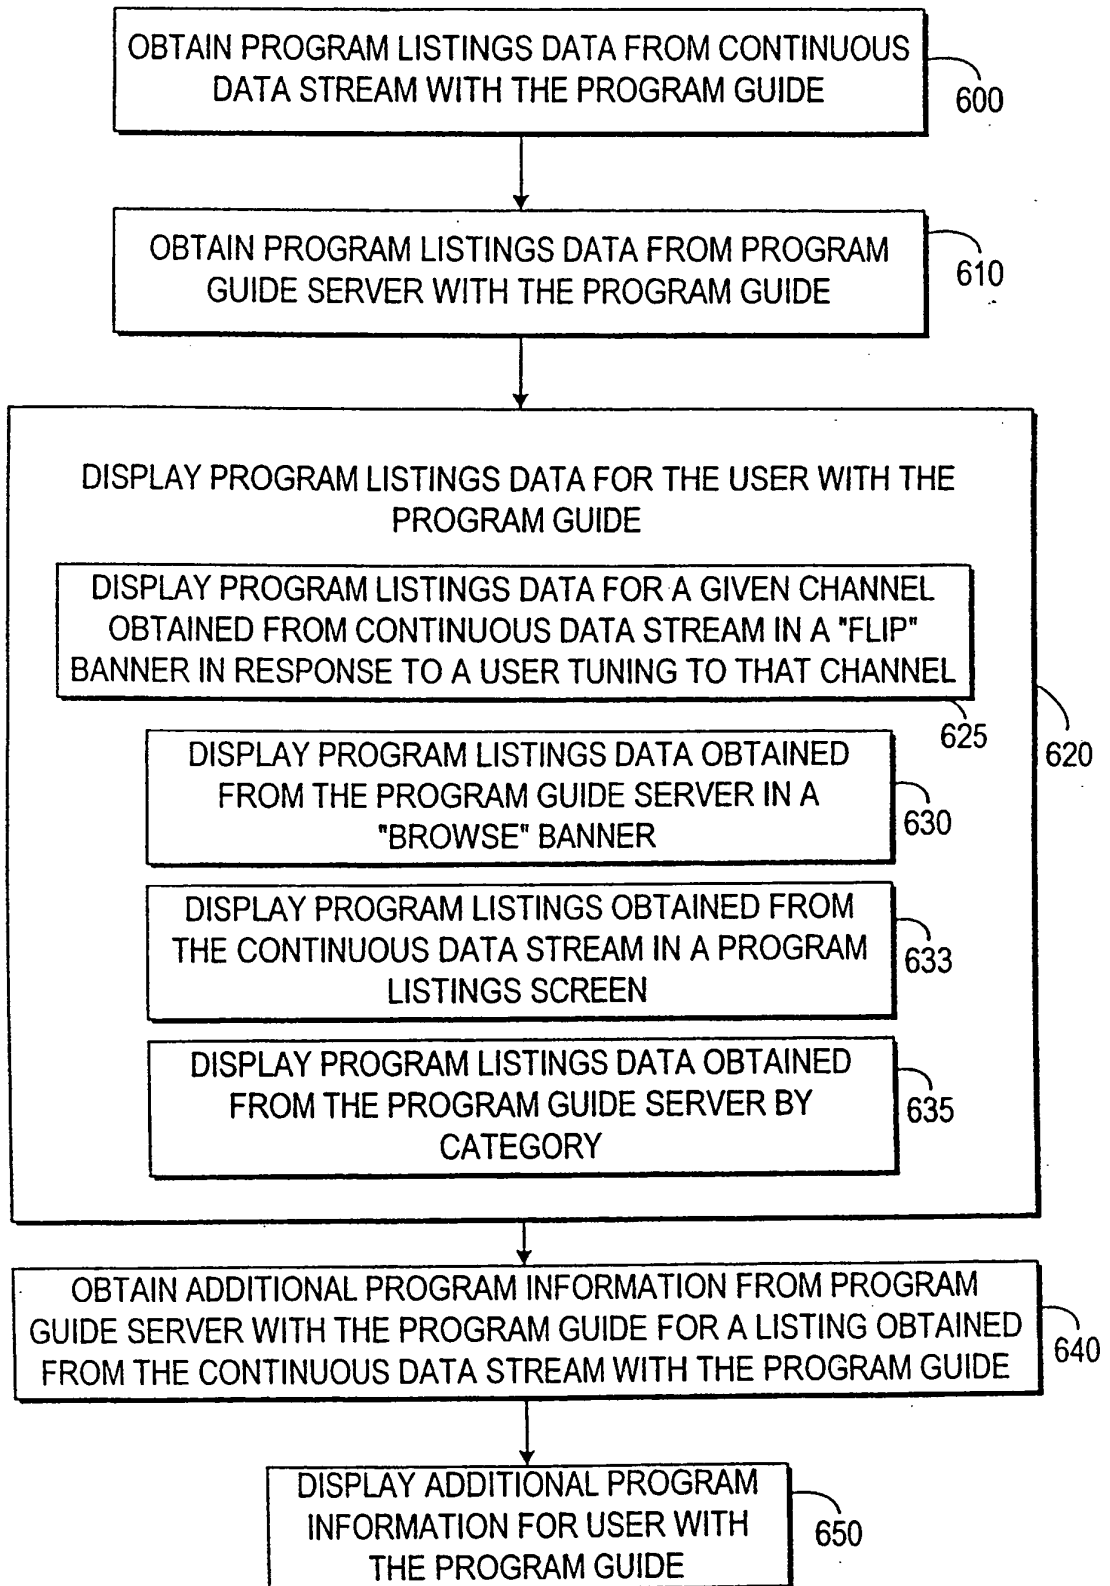 OBTAIN PROGRAM LISTINGS DATA FROM CONTINUOUS
DATA STREAM WITH THE PROGRAM GUIDE
600
OBTAIN PROGRAM LISTINGS DATA FROM PROGRAM
GUIDE SERVER WITH THE PROGRAM GUIDE
610
DISPLAY PROGRAM LISTINGS DATA FOR THE USER WITH THE
PROGRAM GUIDE
620
DISPLAY PROGRAM LISTINGS DATA FOR A GIVEN CHANNEL
OBTAINED FROM CONTINUOUS DATA STREAM IN A "FLIP"
BANNER IN RESPONSE TO A USER TUNING TO THAT CHANNEL
625
DISPLAY PROGRAM LISTINGS DATA OBTAINED
FROM THE PROGRAM GUIDE SERVER IN A
"BROWSE" BANNER
630
DISPLAY PROGRAM LISTINGS OBTAINED FROM
THE CONTINUOUS DATA STREAM IN A PROGRAM
LISTINGS SCREEN
633
DISPLAY PROGRAM LISTINGS DATA OBTAINED
FROM THE PROGRAM GUIDE SERVER BY
CATEGORY
635
OBTAIN ADDITIONAL PROGRAM INFORMATION FROM PROGRAM
GUIDE SERVER WITH THE PROGRAM GUIDE FOR A LISTING OBTAINED
FROM THE CONTINUOUS DATA STREAM WITH THE PROGRAM GUIDE
640
DISPLAY ADDITIONAL PROGRAM
INFORMATION FOR USER WITH
THE PROGRAM GUIDE
650